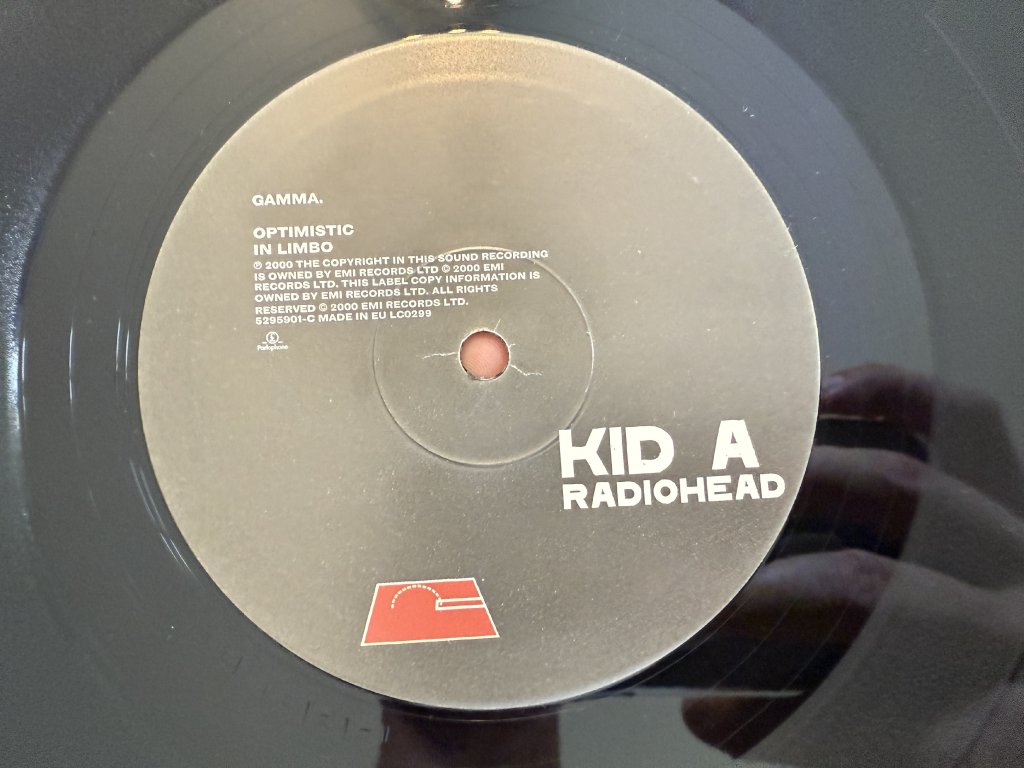 GAMMA.
OPTIMISTIC
IN LIMBO
℗ 2000 THE COPYRIGHT IN THIS SOUND RECORDING
IS OWNED BY EMI RECORDS LTD © 2000 EMI
RECORDS LTD. THIS LABEL COPY INFORMATION IS
OWNED BY EMI RECORDS LTD. ALL RIGHTS
RESERVED © 2000 EMI RECORDS LTD.
5295901-C MADE IN EU LC0299
£
Parlophone
KID A
RADIOHEAD